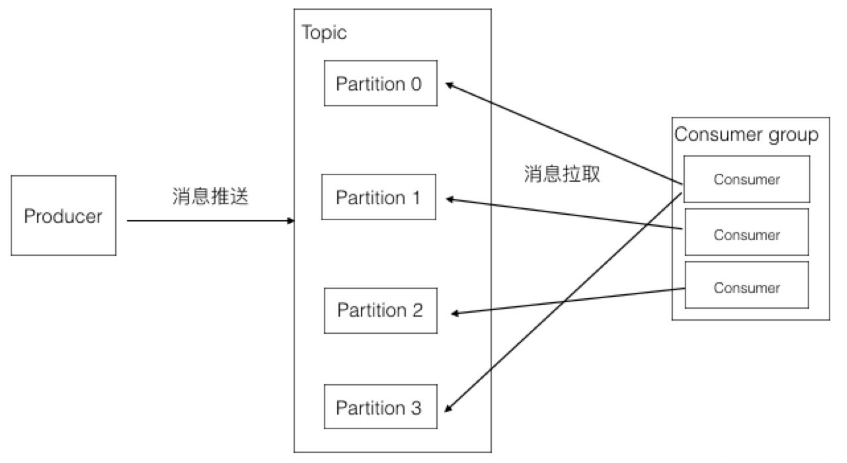 Topic
Partition 0
Partition 1
Partition 2
Partition 3
Producer
消息推送
消息拉取
Consumer group
Consumer
Consumer
Consumer